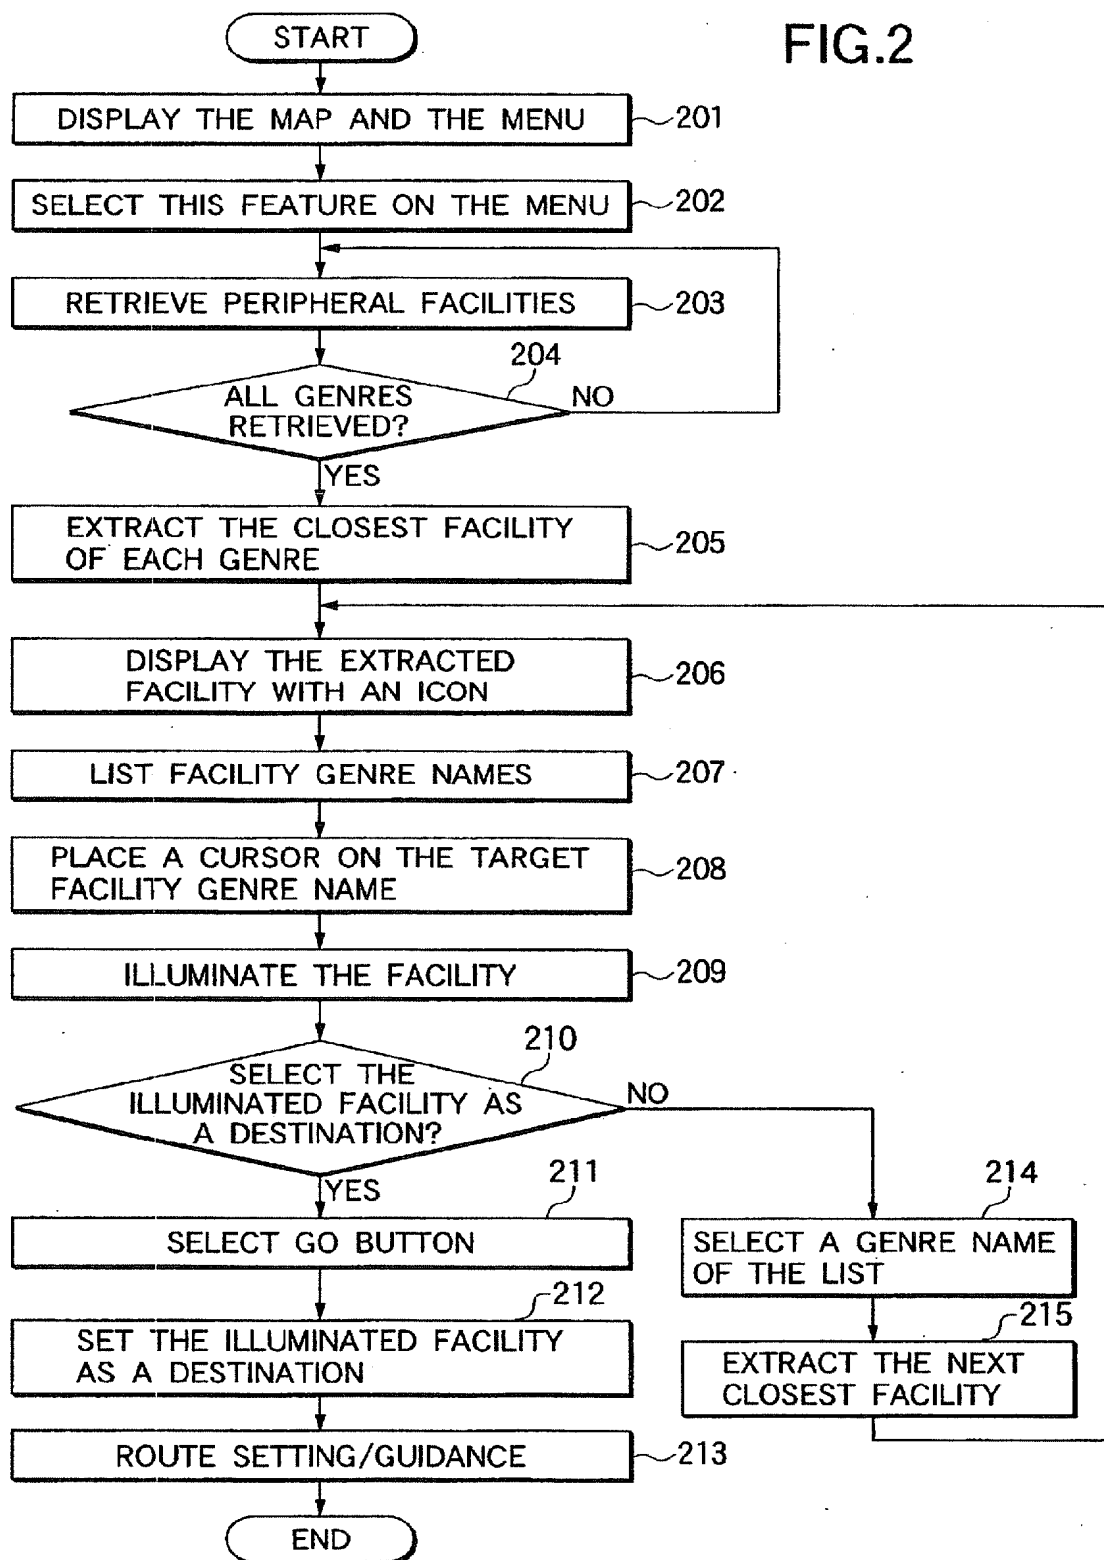 FIG.2
START
DISPLAY THE MAP AND THE MENU
201
SELECT THIS FEATURE ON THE MENU
202
RETRIEVE PERIPHERAL FACILITIES
203
204
ALL GENRES
RETRIEVED?
NO
YES
EXTRACT THE CLOSEST FACILITY
OF EACH GENRE
205
DISPLAY THE EXTRACTED
FACILITY WITH AN ICON
206
LIST FACILITY GENRE NAMES
207
PLACE A CURSOR ON THE TARGET
FACILITY GENRE NAME
208
ILLUMINATE THE FACILITY
209
210
SELECT THE
ILLUMINATED FACILITY AS
A DESTINATION?
NO
YES
211
SELECT GO BUTTON
214
SELECT A GENRE NAME
OF THE LIST
212
SET THE ILLUMINATED FACILITY
AS A DESTINATION
215
EXTRACT THE NEXT
CLOSEST FACILITY
ROUTE SETTING/GUIDANCE
213
END